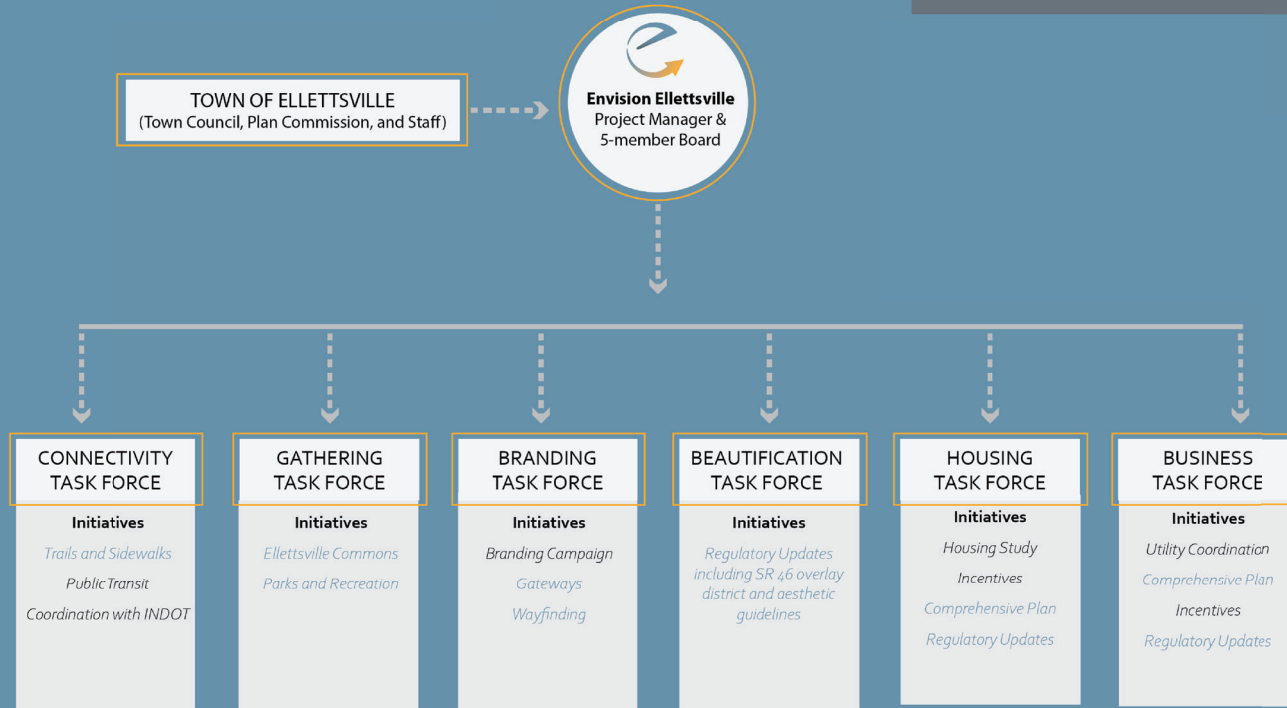 TOWN OF ELLETTSVILLE
(Town Council, Plan Commission, and Staff)
Envision Ellettsville
Project Manager &
5-member Board
CONNECTIVITY
TASK FORCE
Initiatives
Trails and Sidewalks
Public Transit
Coordination with INDOT
GATHERING
TASK FORCE
Initiatives
Ellettsville Commons
Parks and Recreation
BRANDING
TASK FORCE
Initiatives
Branding Campaign
Gateways
Wayfinding
BEAUTIFICATION
TASK FORCE
Initiatives
Regulatory Updates
including SR 46 overlay
district and aesthetic
guidelines
HOUSING
TASK FORCE
Initiatives
Housing Study
Incentives
Comprehensive Plan
Regulatory Updates
BUSINESS
TASK FORCE
Initiatives
Utility Coordination
Comprehensive Plan
Incentives
Regulatory Updates